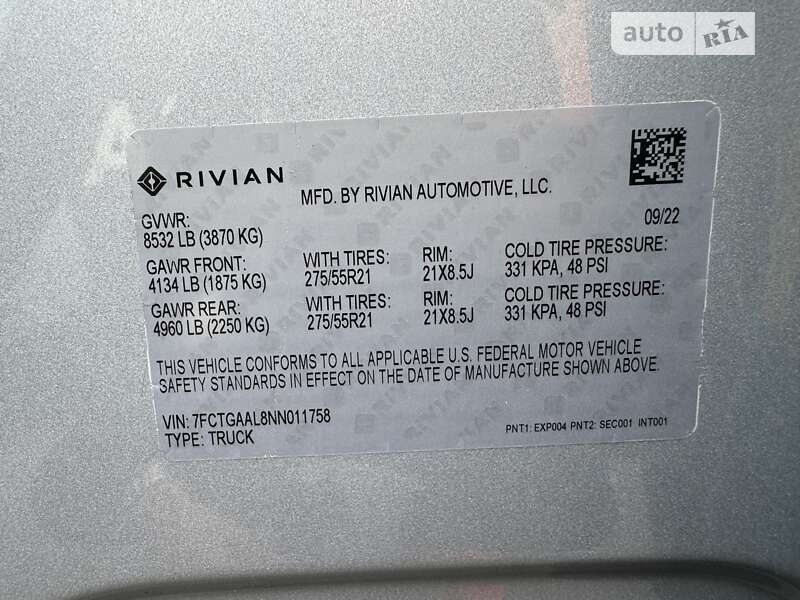 auto RIA
RIVIAN
MFD. BY RIVIAN AUTOMOTIVE, LLC.
GVWR:
8532 LB (3870 KG)
09/22
GAWR FRONT: WITH TIRES: RIM: COLD TIRE PRESSURE:
4134 LB (1875 KG) 275/55R21 21X8.5J 331 KPA, 48 PSI
GAWR REAR: WITH TIRES: RIM: COLD TIRE PRESSURE:
4960 LB (2250 KG) 275/55R21 21X8.5J 331 KPA, 48 PSI
THIS VEHICLE CONFORMS TO ALL APPLICABLE U.S. FEDERAL MOTOR VEHICLE
SAFETY STANDARDS IN EFFECT ON THE DATE OF MANUFACTURE SHOWN ABOVE.
VIN: 7FCTGAAL8NN011758
TYPE: TRUCK
PNT1: EXP004 PNT2: SEC001 INT001